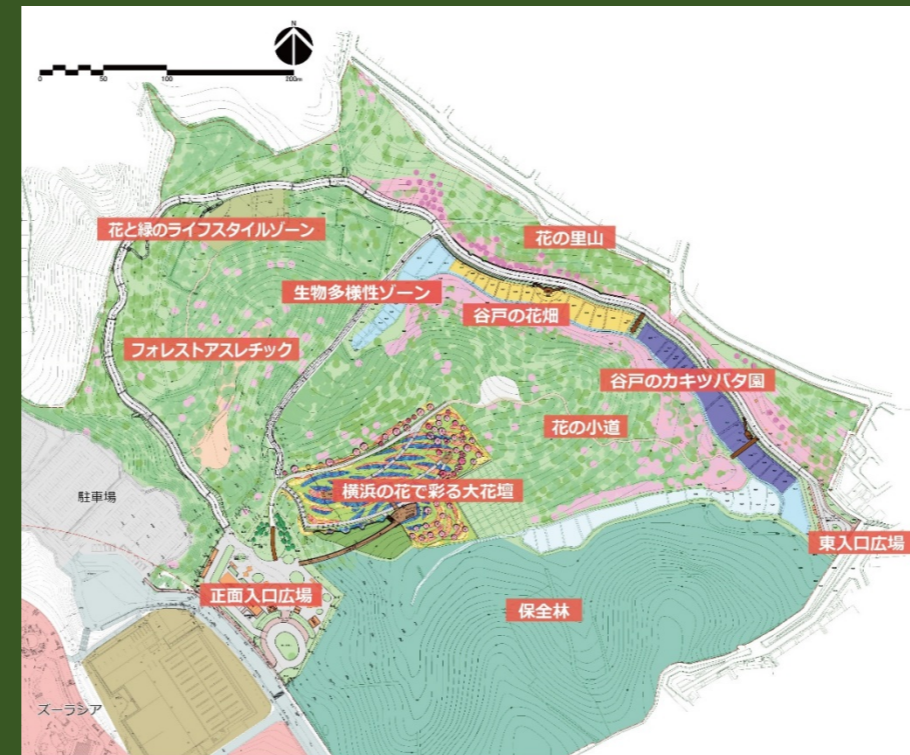 N
0 50 100 200m
花と緑のライフスタイルゾーン
花の里山
生物多様性ゾーン
谷戸の花畑
フォレストアスレチック
谷戸のカキツバタ園
花の小道
横浜の花で彩る大花壇
駐車場
東入口広場
正面入口広場
保全林
ズーラシア